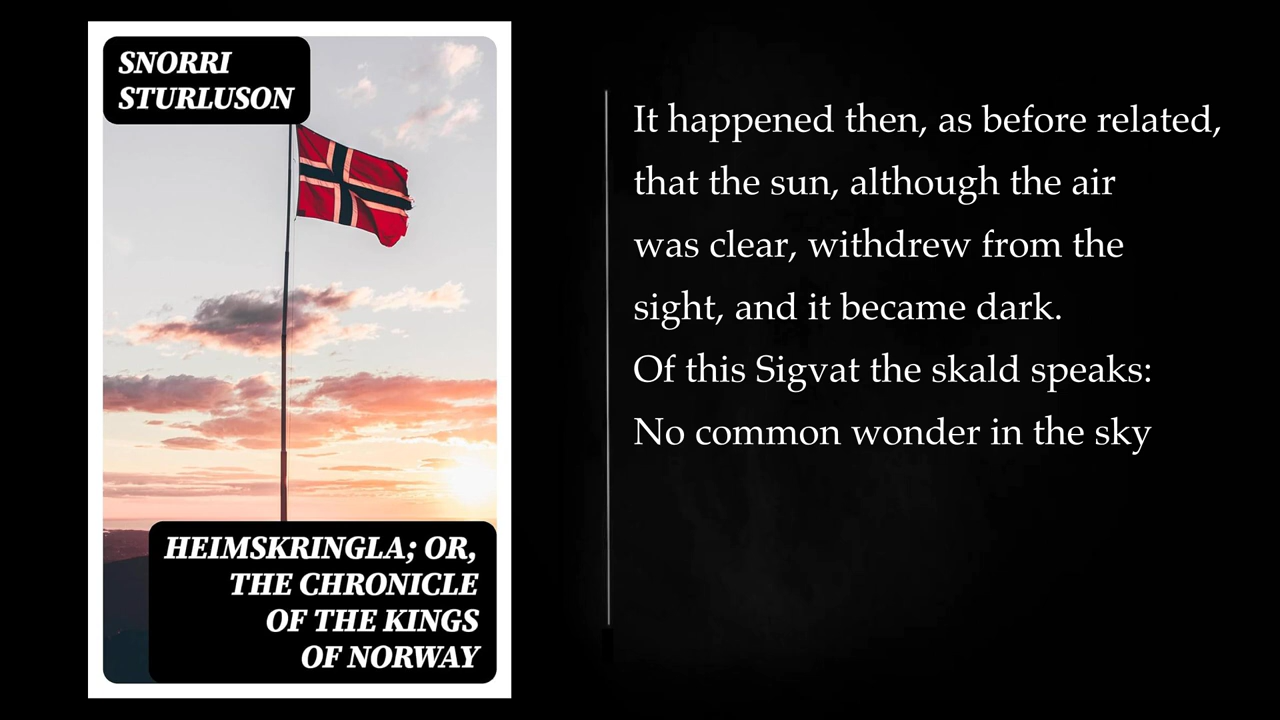 SNORRI
STURLUSON
HEIMSKRINGLA; OR,
THE CHRONICLE
OF THE KINGS
OF NORWAY
It happened then, as before related,
that the sun, although the air
was clear, withdrew from the
sight, and it became dark.
Of this Sigvat the skald speaks:
No common wonder in the sky